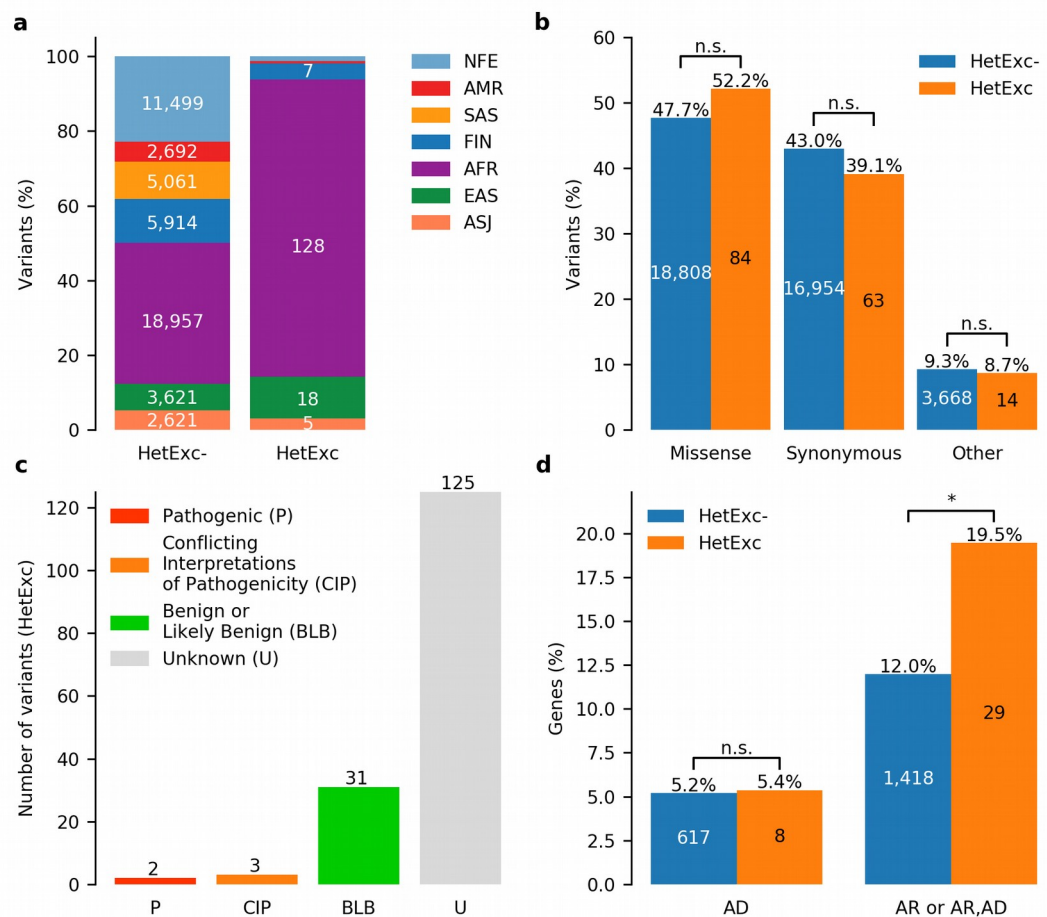 a
Variants (%)
100
80
60
40
20
0
11,499
2,692
5,061
5,914
18,957
3,621
2,621
7
128
18
5
HetExc-
HetExc
NFE
AMR
SAS
FIN
AFR
EAS
ASJ
b
Variants (%)
60
50
40
30
20
10
0
HetExc-
HetExc
n.s.
47.7%
52.2%
18,808
84
n.s.
43.0%
39.1%
16,954
63
n.s.
9.3%
8.7%
3,668
14
Missense
Synonymous
Other
c
Number of variants (HetExc)
120
100
80
60
40
20
0
Pathogenic (P)
Conflicting
Interpretations
of Pathogenicity (CIP)
Benign or
Likely Benign (BLB)
Unknown (U)
2
3
31
125
P
CIP
BLB
U
d
Genes (%)
20.0
17.5
15.0
12.5
10.0
7.5
5.0
2.5
0.0
HetExc-
HetExc
n.s.
5.2%
5.4%
617
8
*
12.0%
19.5%
1,418
29
AD
AR or AR,AD